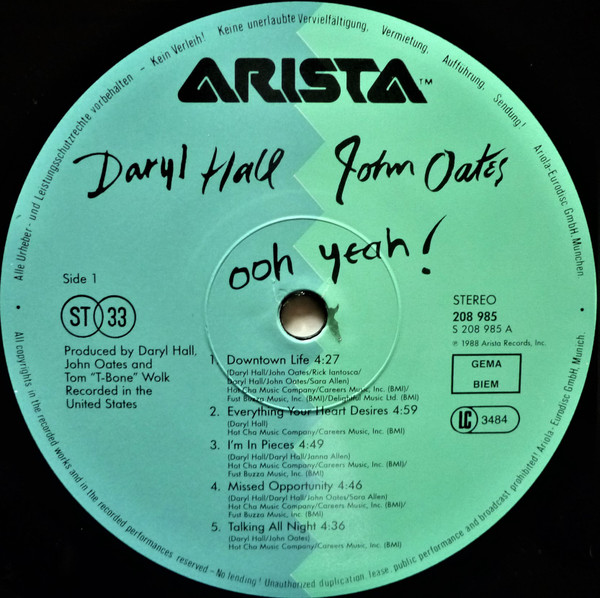 Alle Urheber- und Leistungsschutzrechte vorbehalten – Kein Verleih! Keine unerlaubte Vervielfältigung, Vermietung, Aufführung, Sendung! Ariola-Eurodisc GmbH, München.
ARISTA™
Daryl Hall John Oates
ooh yeah!
Side 1
ST 33
Produced by Daryl Hall,
John Oates and
Tom "T-Bone" Wolk
Recorded in the
United States
STEREO
208 985
S 208 985 A
℗ 1988 Arista Records, Inc.
GEMA
BIEM
LC 3484
1. Downtown Life 4:27
(Daryl Hall/John Oates/Rick Iantosca/
Daryl Hall/John Oates/Sara Allen)
Hot Cha Music Company/Careers Music, Inc. (BMI)/
Fust Buzza Music, Inc. (BMI)/Delightful Music Ltd. (BMI)
2. Everything Your Heart Desires 4:59
(Daryl Hall)
Hot Cha Music Company/Careers Music, Inc. (BMI)
3. I'm In Pieces 4:49
(Daryl Hall/Daryl Hall/Janna Allen)
Hot Cha Music Company/Careers Music, Inc. (BMI)/
Fust Buzza Music, Inc. (BMI)
4. Missed Opportunity 4:46
(Daryl Hall/Daryl Hall/John Oates/Sara Allen)
Hot Cha Music Company/Careers Music, Inc. (BMI)/
Fust Buzza Music, Inc. (BMI)
5. Talking All Night 4:36
(Daryl Hall/John Oates)
Hot Cha Music Company/Careers Music, Inc. (BMI)
All copyrights in the recorded works and in the recorded performances reserved – No lending! Unauthorized duplication, lease, public performance and broadcast prohibited! Ariola-Eurodisc GmbH, Munich.